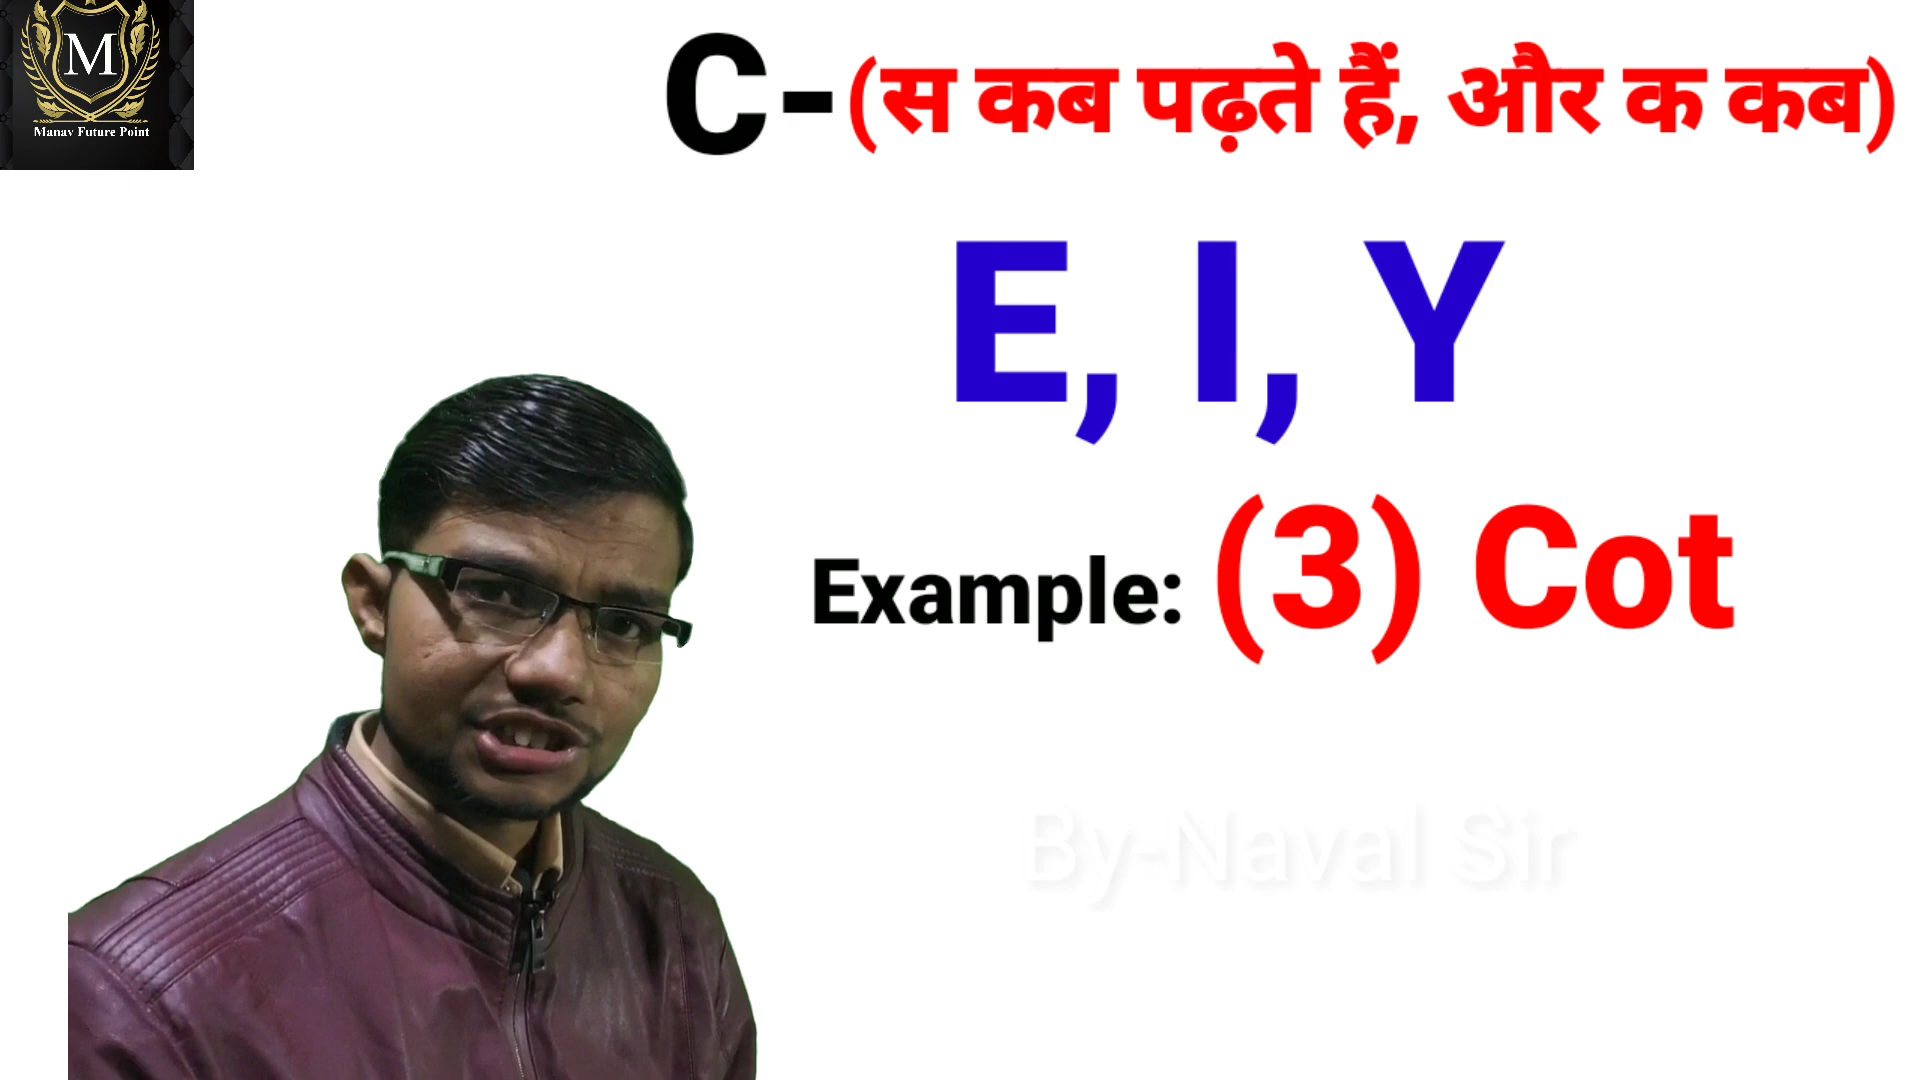 M
Manav Future Point
C-(स कब पढ़ते हैं, और क कब)
E, I, Y
Example: (3) Cot
By-Naval Sir